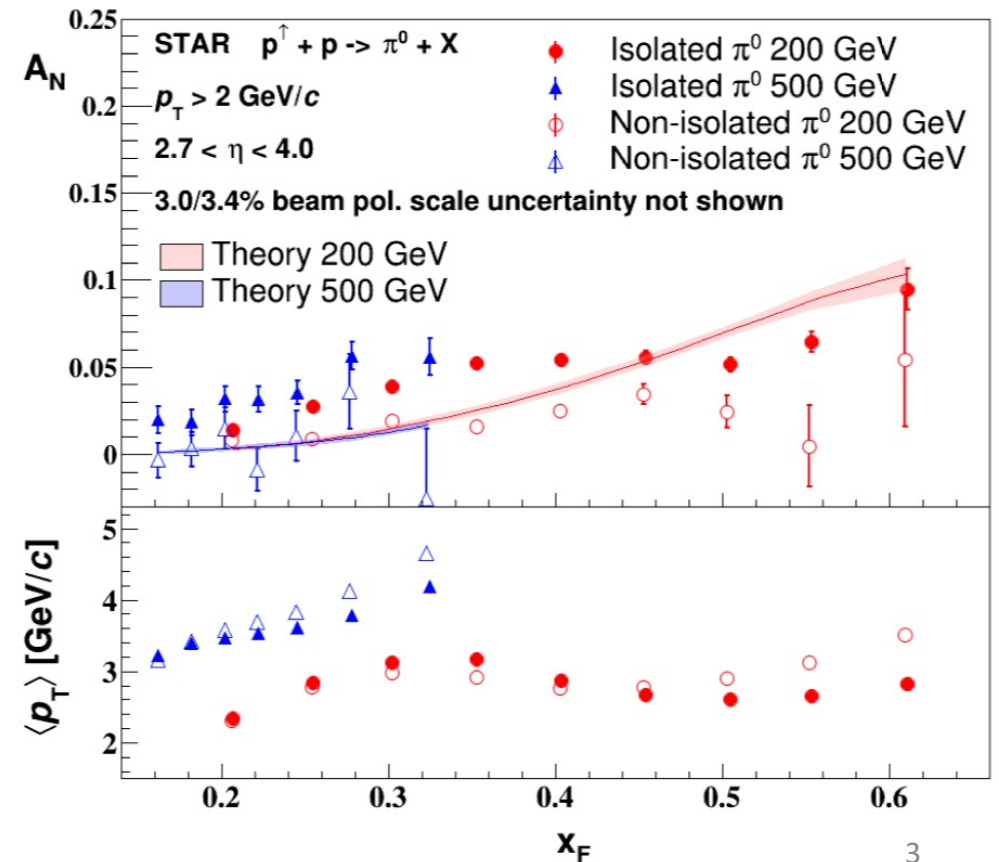 STAR p↑ + p -> π⁰ + X
p_T > 2 GeV/c
2.7 < η < 4.0
3.0/3.4% beam pol. scale uncertainty not shown
Isolated π⁰ 200 GeV
Isolated π⁰ 500 GeV
Non-isolated π⁰ 200 GeV
Non-isolated π⁰ 500 GeV
Theory 200 GeV
Theory 500 GeV
A_N
0.25
0.2
0.15
0.1
0.05
0
⟨p_T⟩ [GeV/c]
5
4
3
2
0.2 0.3 0.4 0.5 0.6
x_F
3